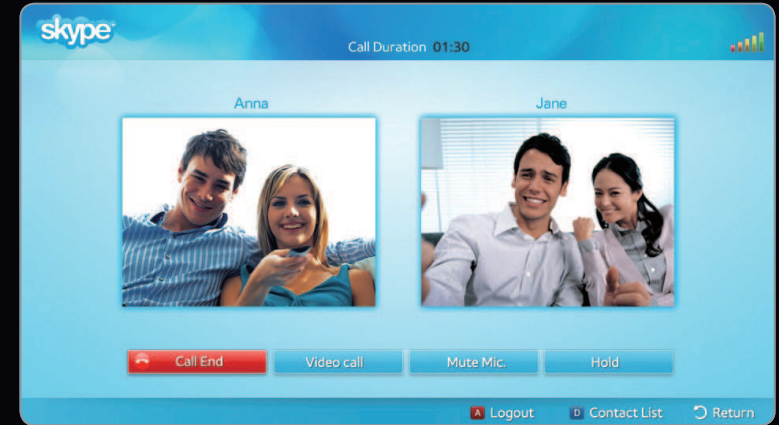 skype
Call Duration 01:30
Anna
Jane
Call End
Video call
Mute Mic.
Hold
A Logout
D Contact List
Return